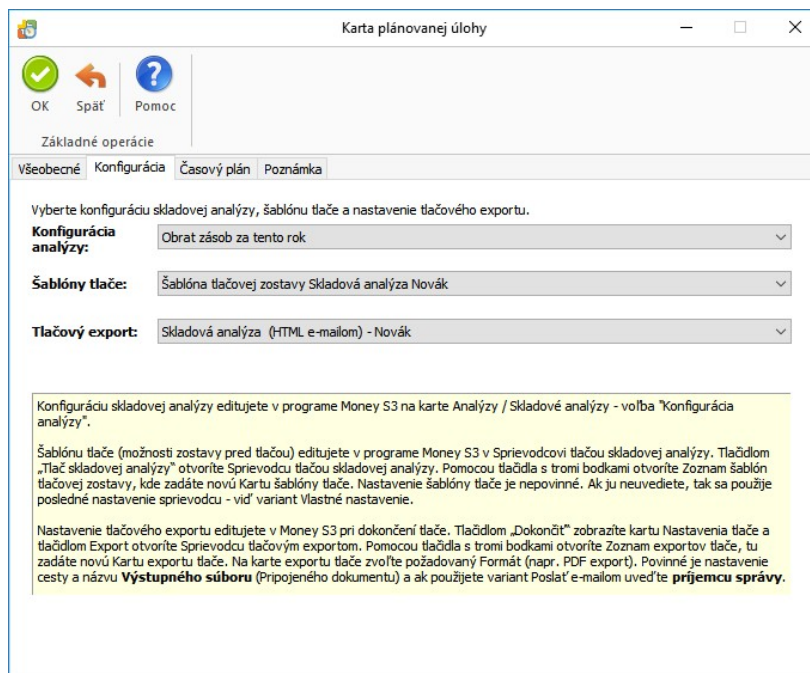 Karta plánovanej úlohy
OK
Späť
Pomoc
Základné operácie
Všeobecné
Konfigurácia
Časový plán
Poznámka
Vyberte konfiguráciu skladovej analýzy, šablónu tlače a nastavenie tlačového exportu.
Konfigurácia
analýzy:
Obrat zásob za tento rok
Šablóny tlače:
Šablóna tlačovej zostavy Skladová analýza Novák
Tlačový export:
Skladová analýza (HTML e-mailom) - Novák
Konfiguráciu skladovej analýzy editujete v programe Money S3 na karte Analýzy / Skladové analýzy - voľba "Konfigurácia
analýzy".
Šablónu tlače (možnosti zostavy pred tlačou) editujete v programe Money S3 v Sprievodcovi tlačou skladovej analýzy. Tlačidlom
„Tlač skladovej analýzy“ otvoríte Sprievodcu tlačou skladovej analýzy. Pomocou tlačidla s tromi bodkami otvoríte Zoznam šablón
tlačovej zostavy, kde zadáte novú Kartu šablóny tlače. Nastavenie šablóny tlače je nepovinné. Ak ju neuvediete, tak sa použije
posledné nastavenie sprievodcu - viď variant Vlastné nastavenie.
Nastavenie tlačového exportu editujete v Money S3 pri dokončení tlače. Tlačidlom „Dokončiť“ zobrazíte kartu Nastavenia tlače a
tlačidlom Export otvoríte Sprievodcu tlačovým exportom. Pomocou tlačidla s tromi bodkami otvoríte Zoznam exportov tlače, tu
zadáte novú Kartu exportu tlače. Na karte exportu tlače zvoľte požadovaný Formát (napr. PDF export). Povinné je nastavenie
cesty a názvu Výstupného súboru (Pripojeného dokumentu) a ak použijete variant Poslať e-mailom uveďte príjemcu správy.